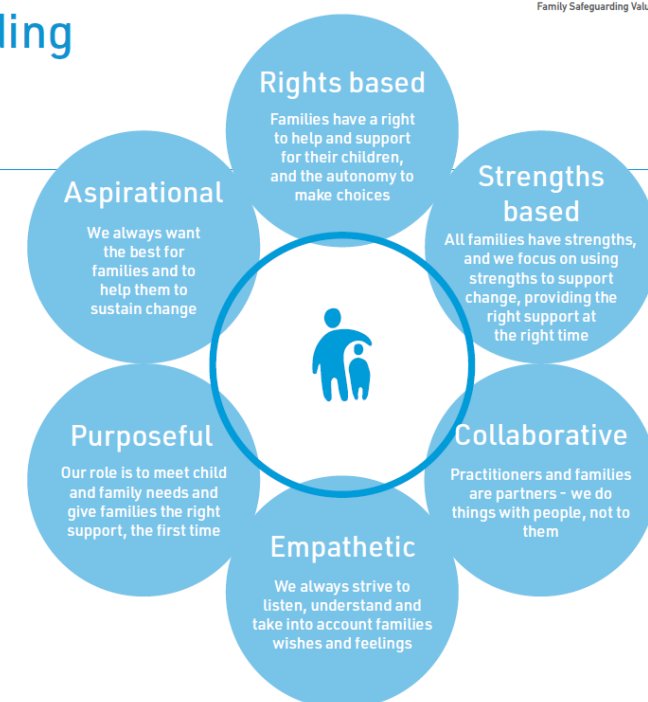 Family Safeguarding
ding
Rights based
Families have a right
to help and support
for their children,
and the autonomy to
make choices
Strengths
based
All families have strengths,
and we focus on using
strengths to support
change, providing the
right support at
the right time
Collaborative
Practitioners and families
are partners - we do
things with people, not to
them
Empathetic
We always strive to
listen, understand and
take into account families
wishes and feelings
Purposeful
Our role is to meet child
and family needs and
give families the right
support, the first time
Aspirational
We always want
the best for
families and to
help them to
sustain change